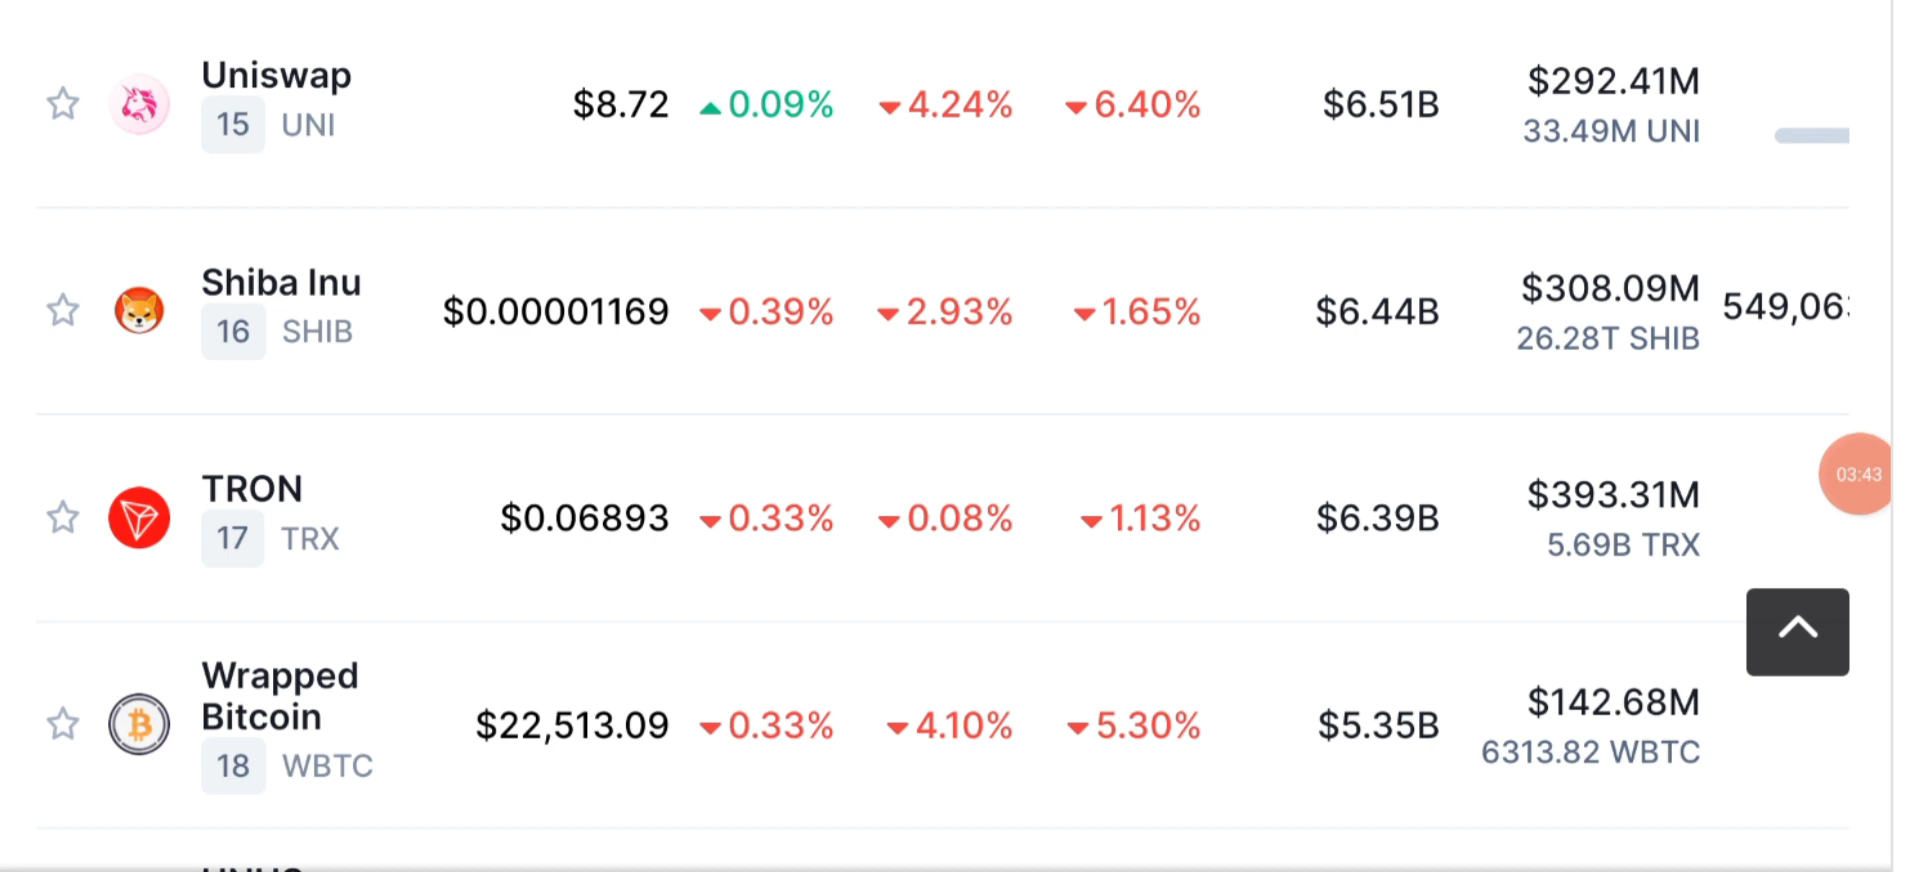 Uniswap
15 UNI
$8.72 0.09% 4.24% 6.40% $6.51B $292.41M
33.49M UNI
Shiba Inu
16 SHIB
$0.00001169 0.39% 2.93% 1.65% $6.44B $308.09M 549,06
26.28T SHIB
TRON
17 TRX
$0.06893 0.33% 0.08% 1.13% $6.39B $393.31M
5.69B TRX
03:43
Wrapped
Bitcoin
18 WBTC
$22,513.09 0.33% 4.10% 5.30% $5.35B $142.68M
6313.82 WBTC